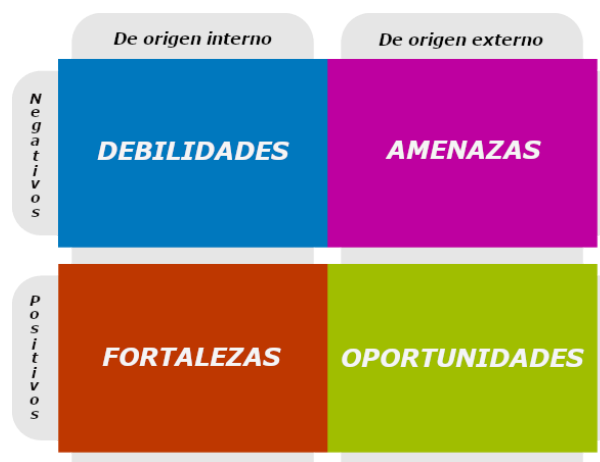 De origen interno
De origen externo
Negativos
DEBILIDADES
AMENAZAS
Positivos
FORTALEZAS
OPORTUNIDADES